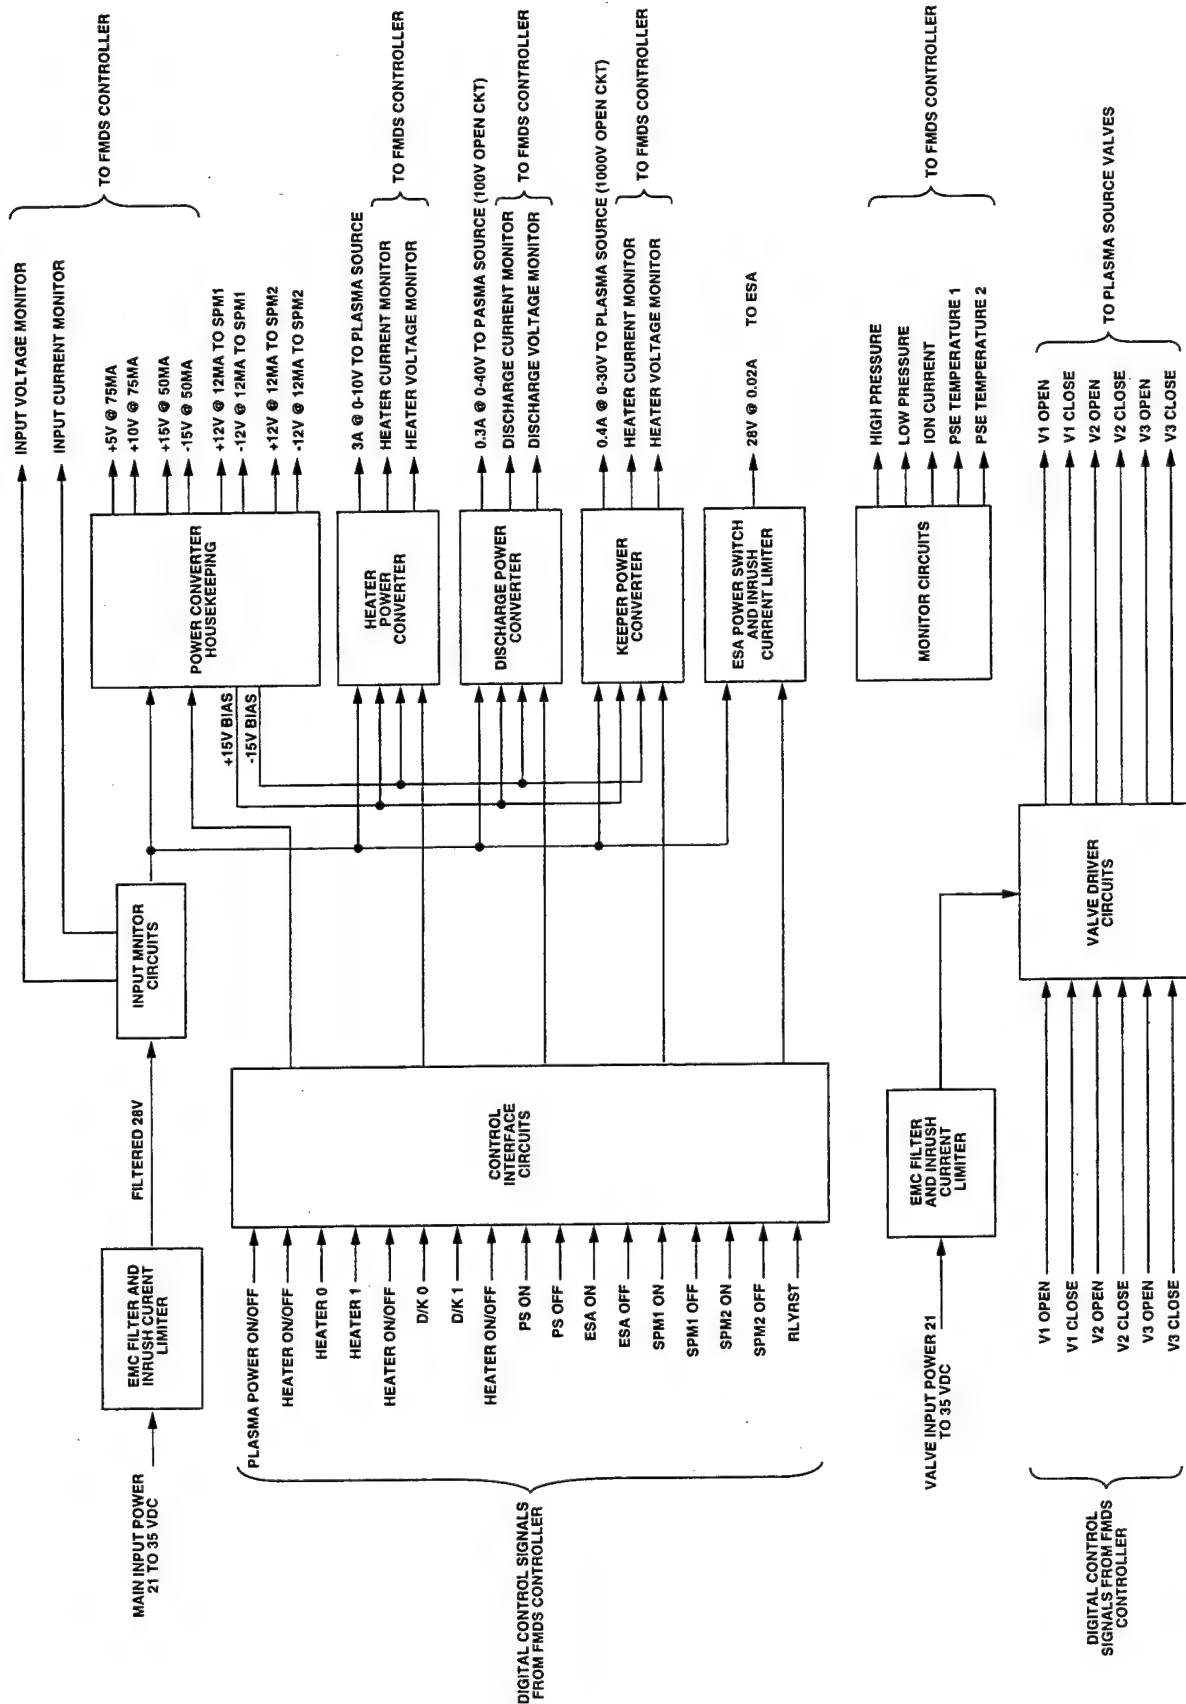 MAIN INPUT POWER
21 TO 35 VDC
EMC FILTER AND
INRUSH CURENT
LIMITER
FILTERED 28V
INPUT MNITOR
CIRCUITS
INPUT VOLTAGE MONITOR
INPUT CURRENT MONITOR
POWER CONVERTER
HOUSEKEEPING
+15V BIAS
-15V BIAS
+5V @ 75MA
+10V @ 75MA
+15V @ 50MA
-15V @ 50MA
+12V @ 12MA TO SPM1
-12V @ 12MA TO SPM1
+12V @ 12MA TO SPM2
-12V @ 12MA TO SPM2
TO FMDS CONTROLLER
HEATER
POWER
CONVERTER
3A @ 0-10V TO PLASMA SOURCE
HEATER CURRENT MONITOR
HEATER VOLTAGE MONITOR
TO FMDS CONTROLLER
DISCHARGE POWER
CONVERTER
0.3A @ 0-40V TO PASMA SOURCE (100V OPEN CKT)
DISCHARGE CURRENT MONITOR
DISCHARGE VOLTAGE MONITOR
TO FMDS CONTROLLER
KEEPER POWER
CONVERTER
0.4A @ 0-30V TO PLASMA SOURCE (1000V OPEN CKT)
HEATER CURRENT MONITOR
HEATER VOLTAGE MONITOR
TO FMDS CONTROLLER
ESA POWER SWITCH
AND INRUSH
CURRENT LIMITER
28V @ 0.02A TO ESA
DIGITAL CONTROL SIGNALS
FROM FMDS CONTROLLER
PLASMA POWER ON/OFF
HEATER ON/OFF
HEATER 0
HEATER 1
HEATER ON/OFF
D/K 0
D/K 1
HEATER ON/OFF
PS ON
PS OFF
ESA ON
ESA OFF
SPM1 ON
SPM1 OFF
SPM2 ON
SPM2 OFF
RLYRST
CONTROL
INTERFACE
CIRCUITS
MONITOR CIRCUITS
HIGH PRESSURE
LOW PRESSURE
ION CURRENT
PSE TEMPERATURE 1
PSE TEMPERATURE 2
TO FMDS CONTROLLER
VALVE INPUT POWER 21
TO 35 VDC
EMC FILTER
AND INRUSH
CURRENT
LIMITER
DIGITAL CONTROL
SIGNALS FROM FMDS
CONTROLLER
V1 OPEN
V1 CLOSE
V2 OPEN
V2 CLOSE
V3 OPEN
V3 CLOSE
VALVE DRIVER
CIRCUITS
V1 OPEN
V1 CLOSE
V2 OPEN
V2 CLOSE
V3 OPEN
V3 CLOSE
TO PLASMA SOURCE VALVES